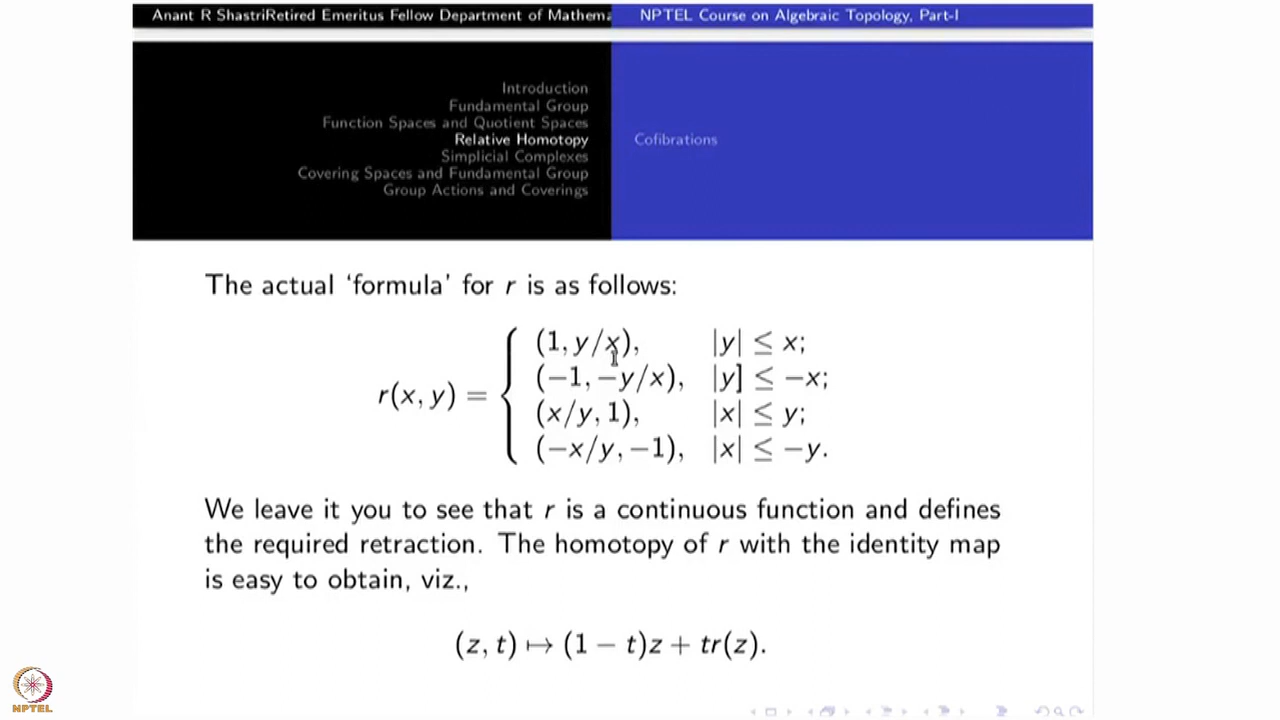 Anant R ShastriRetired Emeritus Fellow Department of Mathema
NPTEL Course on Algebraic Topology, Part-I
Introduction
Fundamental Group
Function Spaces and Quotient Spaces
Relative Homotopy
Simplicial Complexes
Covering Spaces and Fundamental Group
Group Actions and Coverings
Cofibrations
The actual ‘formula’ for r is as follows:
r(x, y) =
(1, y/x), |y| ≤ x;
(−1, −y/x), |y] ≤ −x;
(x/y, 1), |x| ≤ y;
(−x/y, −1), |x| ≤ −y.
We leave it you to see that r is a continuous function and defines
the required retraction. The homotopy of r with the identity map
is easy to obtain, viz.,
(z, t) ↦ (1 − t)z + tr(z).
NPTEL